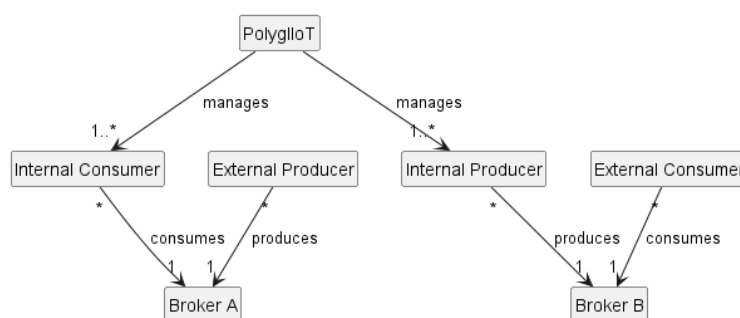 PolyglIoT
manages
manages
1..*
1..*
Internal Consumer
External Producer
Internal Producer
External Consumer
*
*
*
*
consumes
produces
produces
consumes
1
1
1
1
Broker A
Broker B